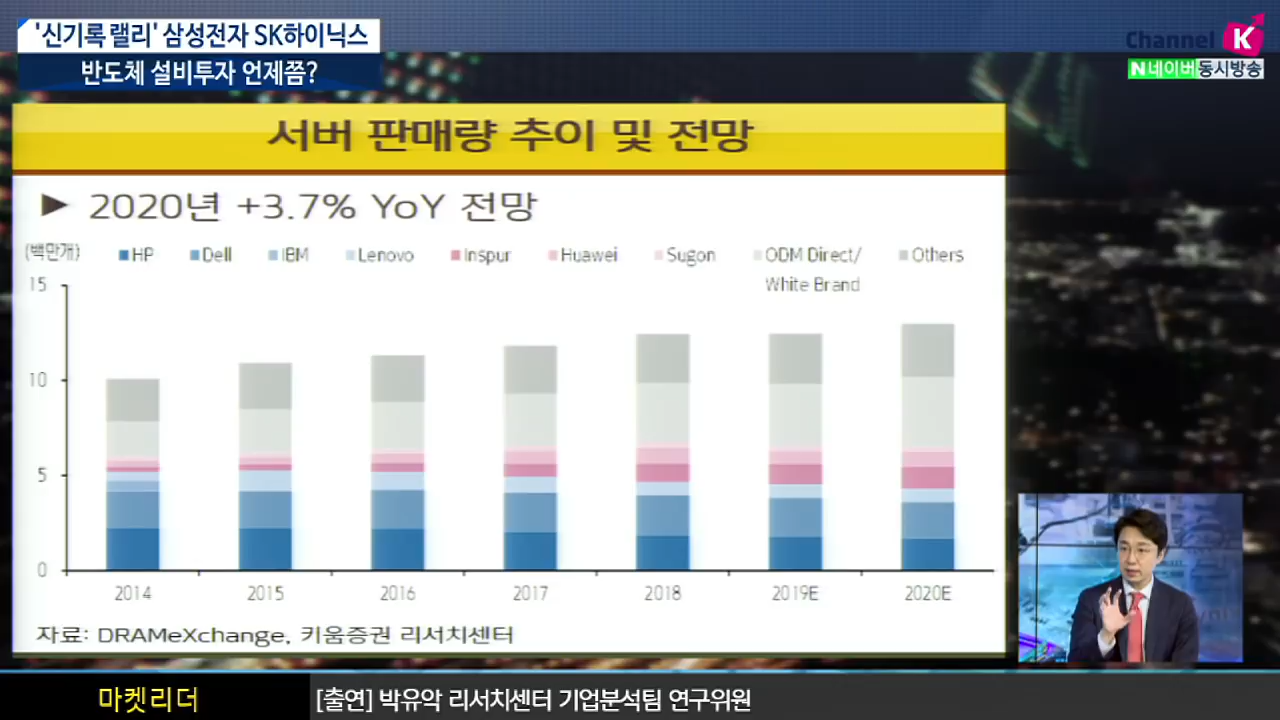 '신기록 랠리' 삼성전자 SK하이닉스
반도체 설비투자 언제쯤?
Channel K
N네이버 동시방송
서버 판매량 추이 및 전망
▶ 2020년 +3.7% YoY 전망
(백만개)
HP Dell IBM Lenovo Inspur Huawei Sugon ODM Direct/ Others
White Brand
15
10
5
0
2014 2015 2016 2017 2018 2019E 2020E
자료: DRAMeXchange, 키움증권 리서치센터
마켓리더
[출연] 박유악 리서치센터 기업분석팀 연구위원